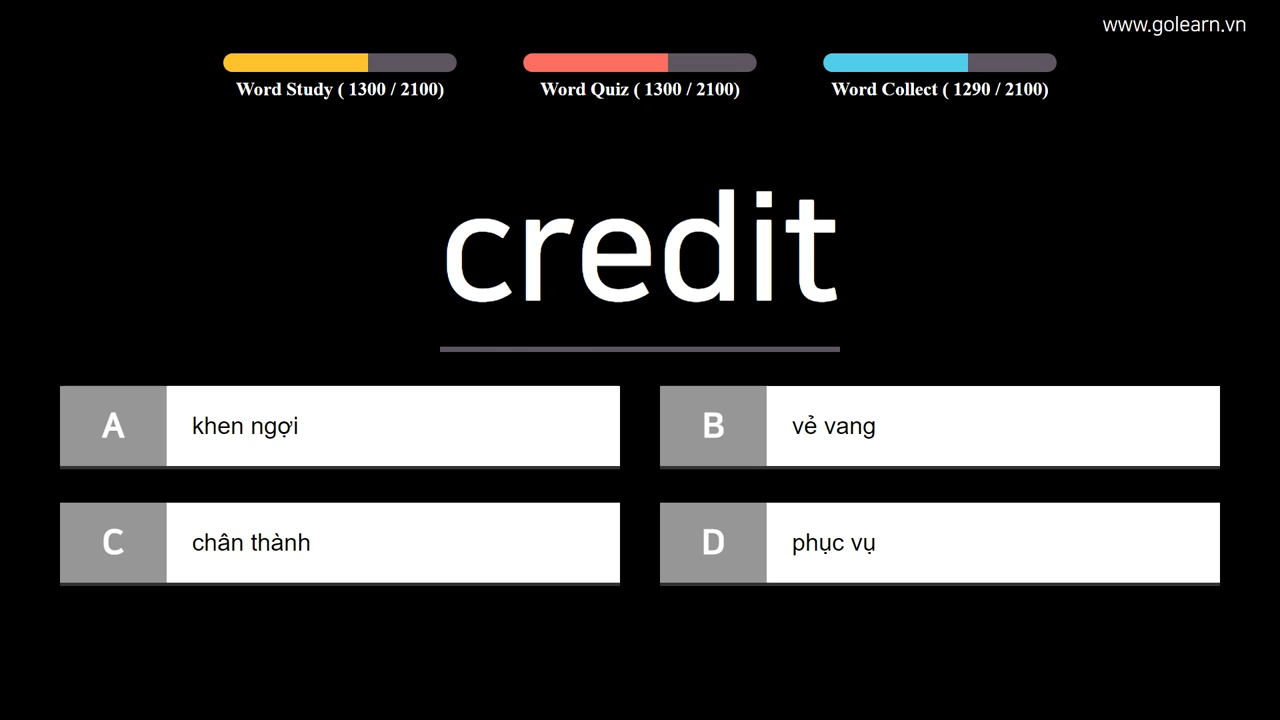 www.golearn.vn
Word Study ( 1300 / 2100)
Word Quiz ( 1300 / 2100)
Word Collect ( 1290 / 2100)
credit
A khen ngợi
B vẻ vang
C chân thành
D phục vụ